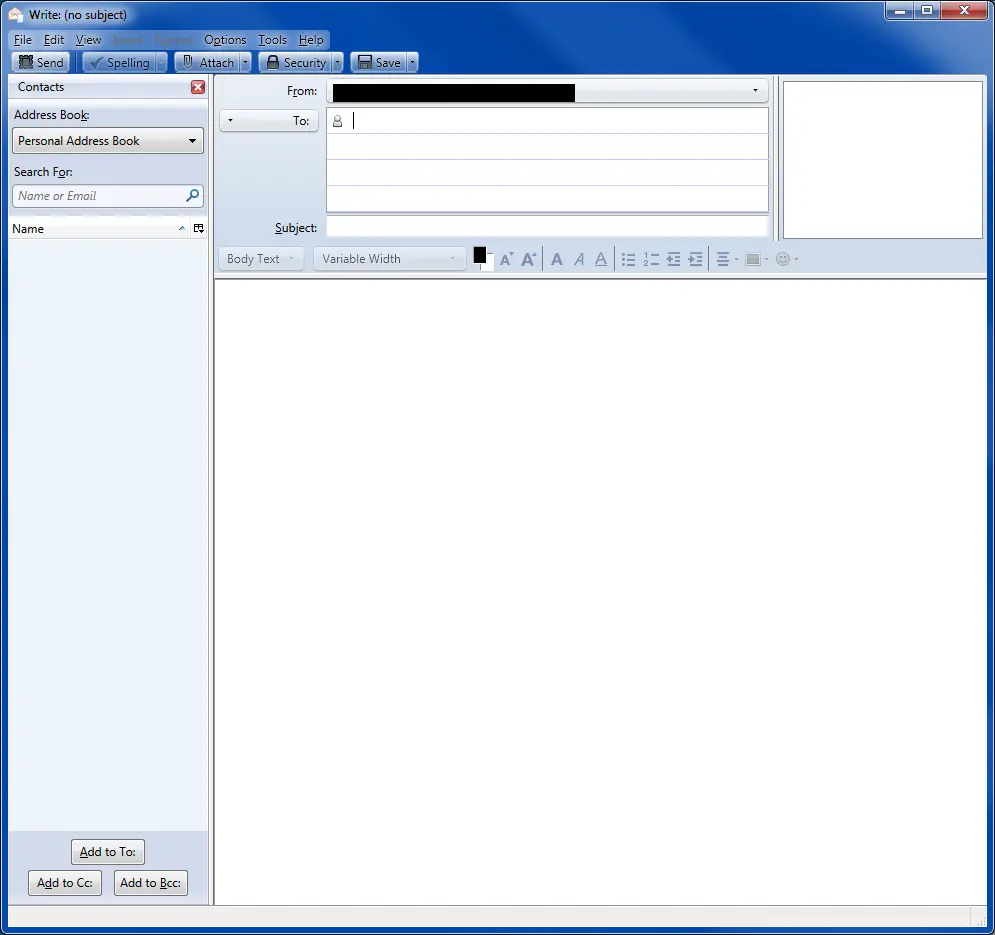 Write: (no subject)
File Edit View Insert Format Options Tools Help
Send Spelling Attach Security Save
Contacts
Address Book:
Personal Address Book
Search For:
Name or Email
Name
From:
To:
Subject:
Body Text Variable Width
Add to To:
Add to Cc: Add to Bcc: